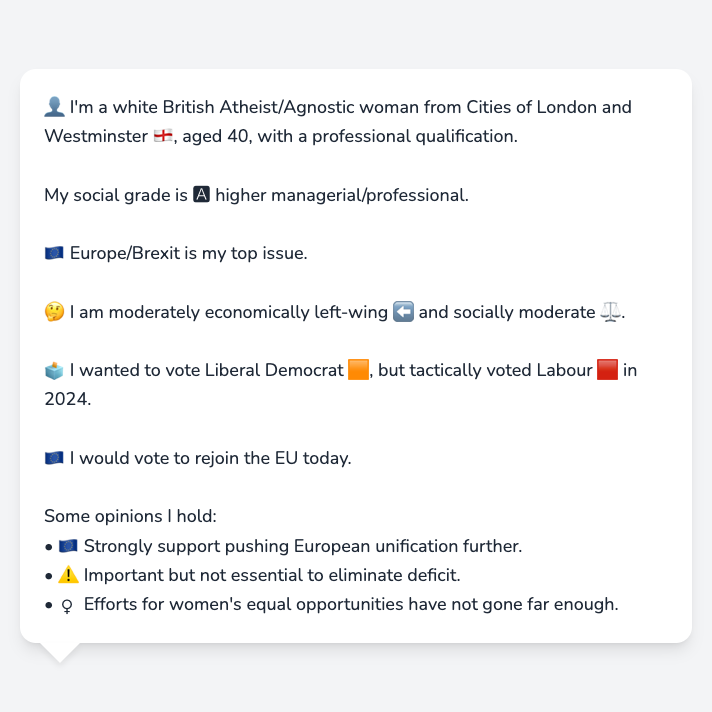 👤 I'm a white British Atheist/Agnostic woman from Cities of London and
Westminster 🏴󠁧󠁢󠁥󠁮󠁧󠁿, aged 40, with a professional qualification.
My social grade is 🅰 higher managerial/professional.
🇪🇺 Europe/Brexit is my top issue.
🤔 I am moderately economically left-wing ⬅️ and socially moderate ⚖️.
🗳️ I wanted to vote Liberal Democrat 🟧, but tactically voted Labour 🟥 in
2024.
🇪🇺 I would vote to rejoin the EU today.
Some opinions I hold:
• 🇪🇺 Strongly support pushing European unification further.
• ⚠️ Important but not essential to eliminate deficit.
• ♀ Efforts for women's equal opportunities have not gone far enough.